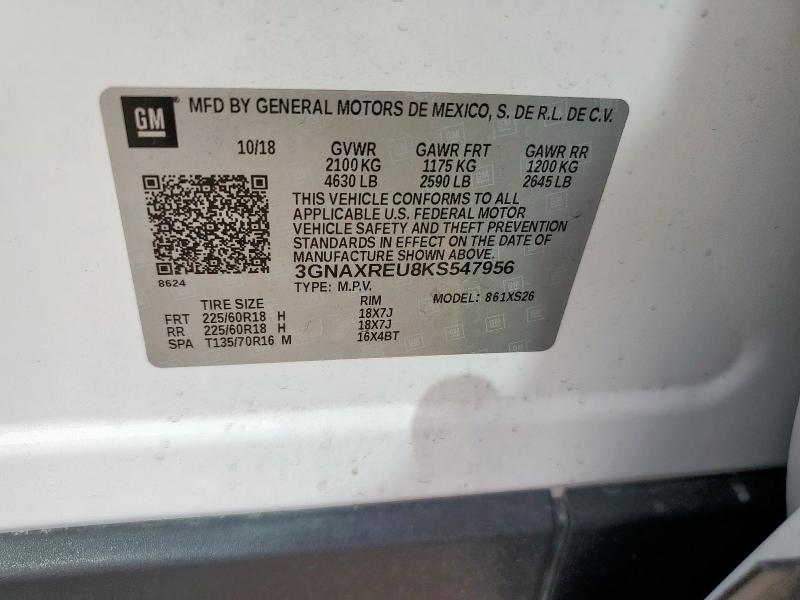 GM MFD BY GENERAL MOTORS DE MEXICO, S. DE R.L. DE C.V.
10/18 GVWR GAWR FRT GAWR RR
2100 KG 1175 KG 1200 KG
4630 LB 2590 LB 2645 LB
THIS VEHICLE CONFORMS TO ALL
APPLICABLE U.S. FEDERAL MOTOR
VEHICLE SAFETY AND THEFT PREVENTION
STANDARDS IN EFFECT ON THE DATE OF
MANUFACTURE SHOWN ABOVE.
3GNAXREU8KS547956
8624
TYPE: M.P.V. MODEL: 861XS26
TIRE SIZE RIM
FRT 225/60R18 H 18X7J
RR 225/60R18 H 18X7J
SPA T135/70R16 M 16X4BT